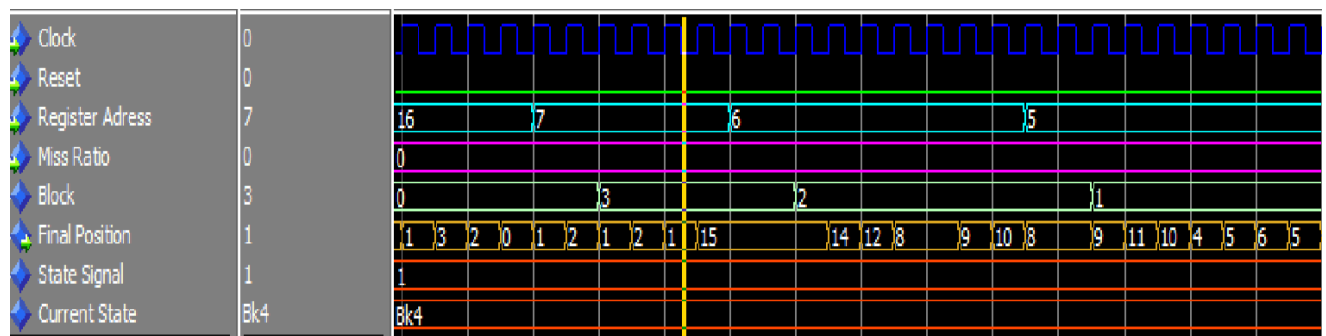 Clock 0
Reset 0
Register Adress 7 16 7 6 5
Miss Ratio 0 0
Block 3 0 3 2 1
Final Position 1 1 3 2 0 1 2 1 2 1 15 14 12 8 9 10 8 9 11 10 4 5 6 5
State Signal 1 1
Current State Bk4 Bk4